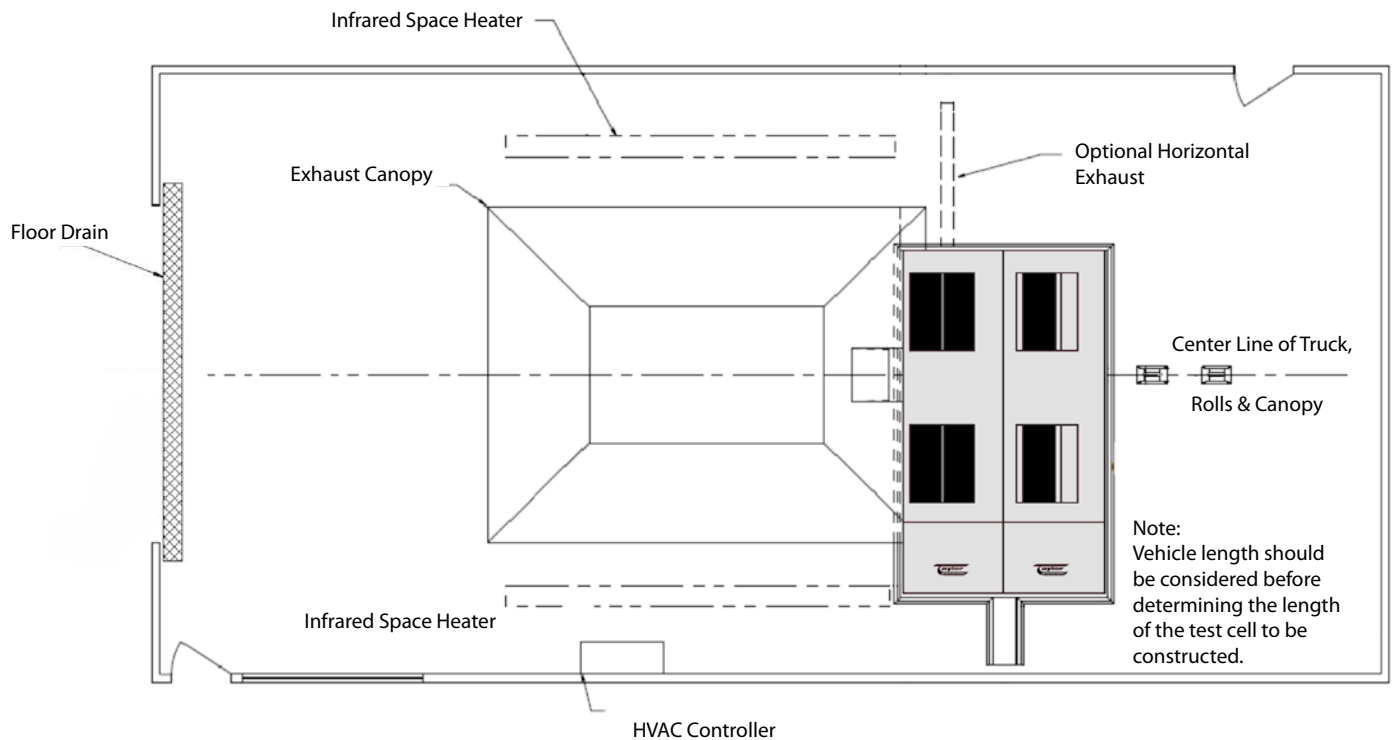 Infrared Space Heater
Optional Horizontal
Exhaust
Exhaust Canopy
Floor Drain
Center Line of Truck,
Rolls & Canopy
Note:
Vehicle length should
be considered before
determining the length
of the test cell to be
constructed.
Taylor
Taylor
Infrared Space Heater
HVAC Controller